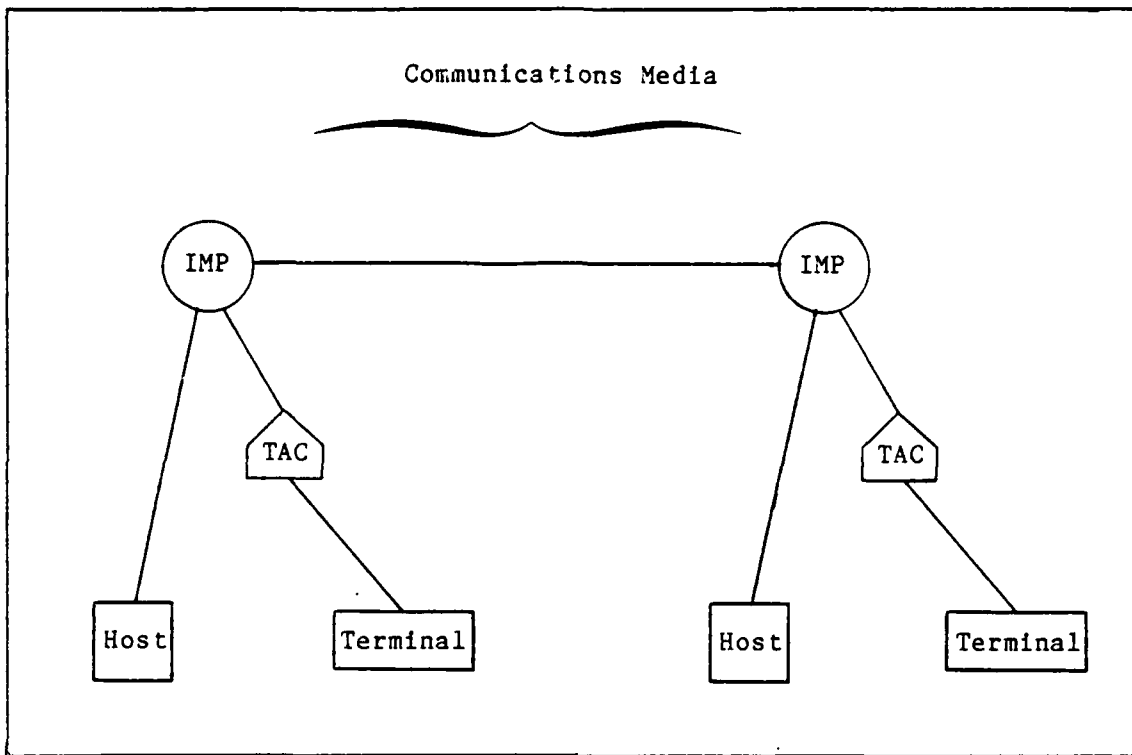 Communications Media
IMP
IMP
TAC
TAC
Host
Terminal
Host
Terminal